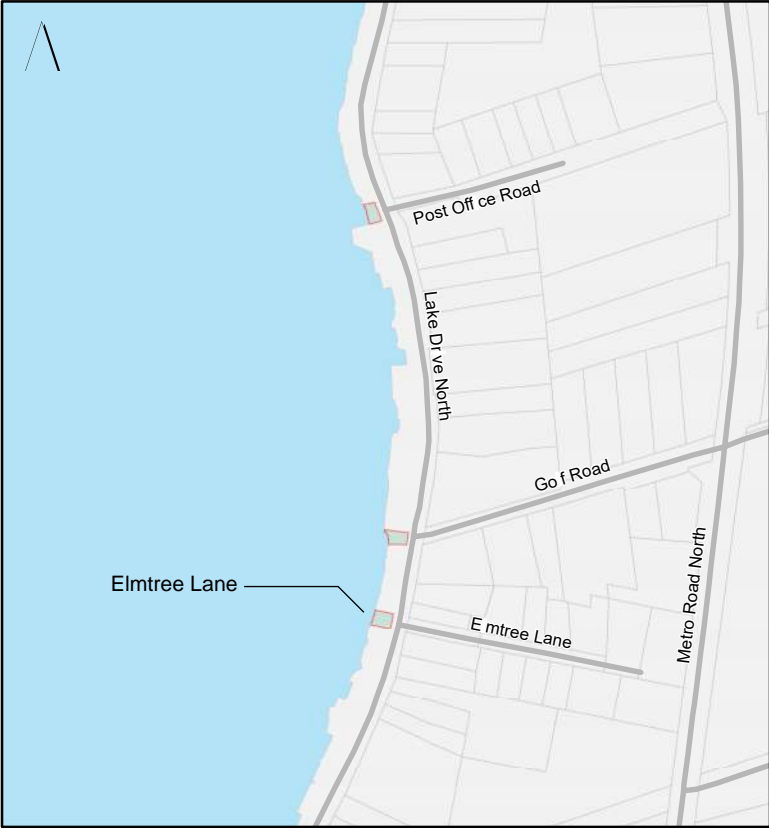 Post Off ce Road
Lake Dr ve North
Go f Road
Elmtree Lane
E mtree Lane
Metro Road North